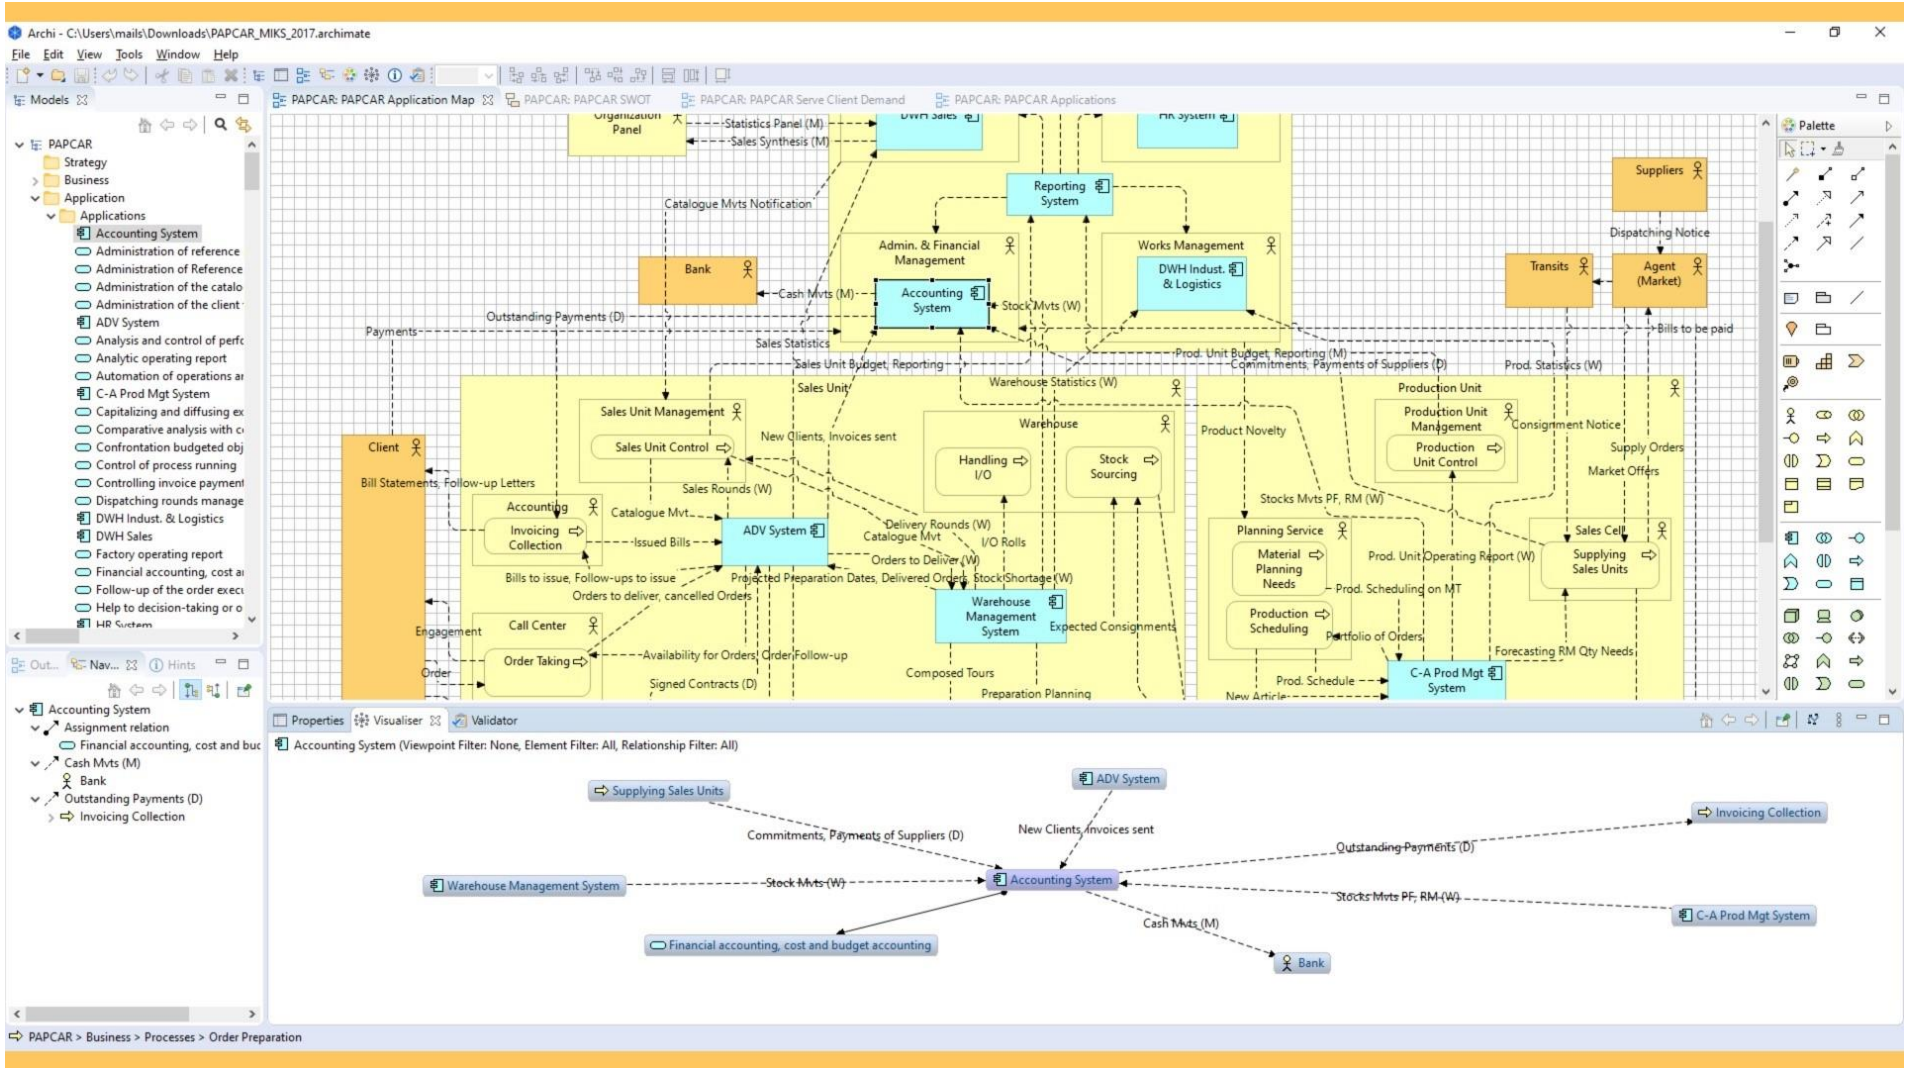 Archi - C:\Users\mails\Downloads\PAPCAR_MIKS_2017.archimate
File Edit View Tools Window Help
Models
PAPCAR: PAPCAR Application Map
PAPCAR: PAPCAR SWOT
PAPCAR: PAPCAR Serve Client Demand
PAPCAR: PAPCAR Applications
PAPCAR
Strategy
Business
Application
Applications
Accounting System
Administration of reference
Administration of Reference
Administration of the catalo
Administration of the client
ADV System
Analysis and control of perfo
Analytic operating report
Automation of operations ar
C-A Prod Mgt System
Capitalizing and diffusing ex
Comparative analysis with c
Confrontation budgeted obj
Control of process running
Controlling invoice payment
Dispatching rounds manage
DWH Indust. & Logistics
DWH Sales
Factory operating report
Financial accounting, cost a
Follow-up of the order exec
Help to decision-taking or o
HR System
Out...
Nav...
Hints
Accounting System
Assignment relation
Financial accounting, cost and buc
Cash Mvts (M)
Bank
Outstanding Payments (D)
Invoicing Collection
Organization
Panel
Statistics Panel (M)
Sales Synthesis (M)
DWH Sales
HR System
Catalogue Mvts Notification
Reporting
System
Admin. & Financial
Management
Works Management
Bank
Cash Mvts (M)
Accounting
System
Stock Mvts (W)
DWH Indust.
& Logistics
Suppliers
Dispatching Notice
Transits
Agent
(Market)
Outstanding Payments (D)
Payments
Bills to be paid
Sales Statistics
Sales Unit Budget, Reporting
Prod. Unit Budget, Reporting (M)
Commitments, Payments of Suppliers (D)
Prod. Statistics (W)
Sales Unit
Warehouse Statistics (W)
Production Unit
Sales Unit Management
Sales Unit Control
New Clients, Invoices sent
Warehouse
Product Novelty
Production Unit
Management
Production
Unit Control
Consignment Notice
Client
Handling
I/O
Stock
Sourcing
Supply Orders
Market Offers
Bill Statements, Follow-up Letters
Sales Rounds (W)
Stocks Mvts PF, RM (W)
Accounting
Invoicing
Collection
Catalogue Mvt
Issued Bills
ADV System
Delivery Rounds (W)
Catalogue Mvt
I/O Rolls
Orders to Deliver (W)
Planning Service
Material
Planning
Needs
Prod. Unit Operating Report (W)
Sales Cell
Supplying
Sales Units
Bills to issue, Follow-ups to issue
Projected Preparation Dates, Delivered Orders, Stock Shortage (W)
Orders to deliver, cancelled Orders
Prod. Scheduling on MT
Warehouse
Management
System
Expected Consignments
Production
Scheduling
Portfolio of Orders
Call Center
Engagement
Order Taking
Availability for Orders, Order Follow-up
Forecasting RM Qty Needs
Order
Signed Contracts (D)
Composed Tours
Preparation Planning
Prod. Schedule
New Article
C-A Prod Mgt
System
Palette
Properties
Visualiser
Validator
Accounting System (Viewpoint Filter: None, Element Filter: All, Relationship Filter: All)
ADV System
Supplying Sales Units
Invoicing Collection
New Clients, Invoices sent
Commitments, Payments of Suppliers (D)
Outstanding Payments (D)
Accounting System
Warehouse Management System
Stock Mvts (W)
Stocks Mvts PF, RM (W)
C-A Prod Mgt System
Cash Mvts (M)
Financial accounting, cost and budget accounting
Bank
PAPCAR > Business > Processes > Order Preparation